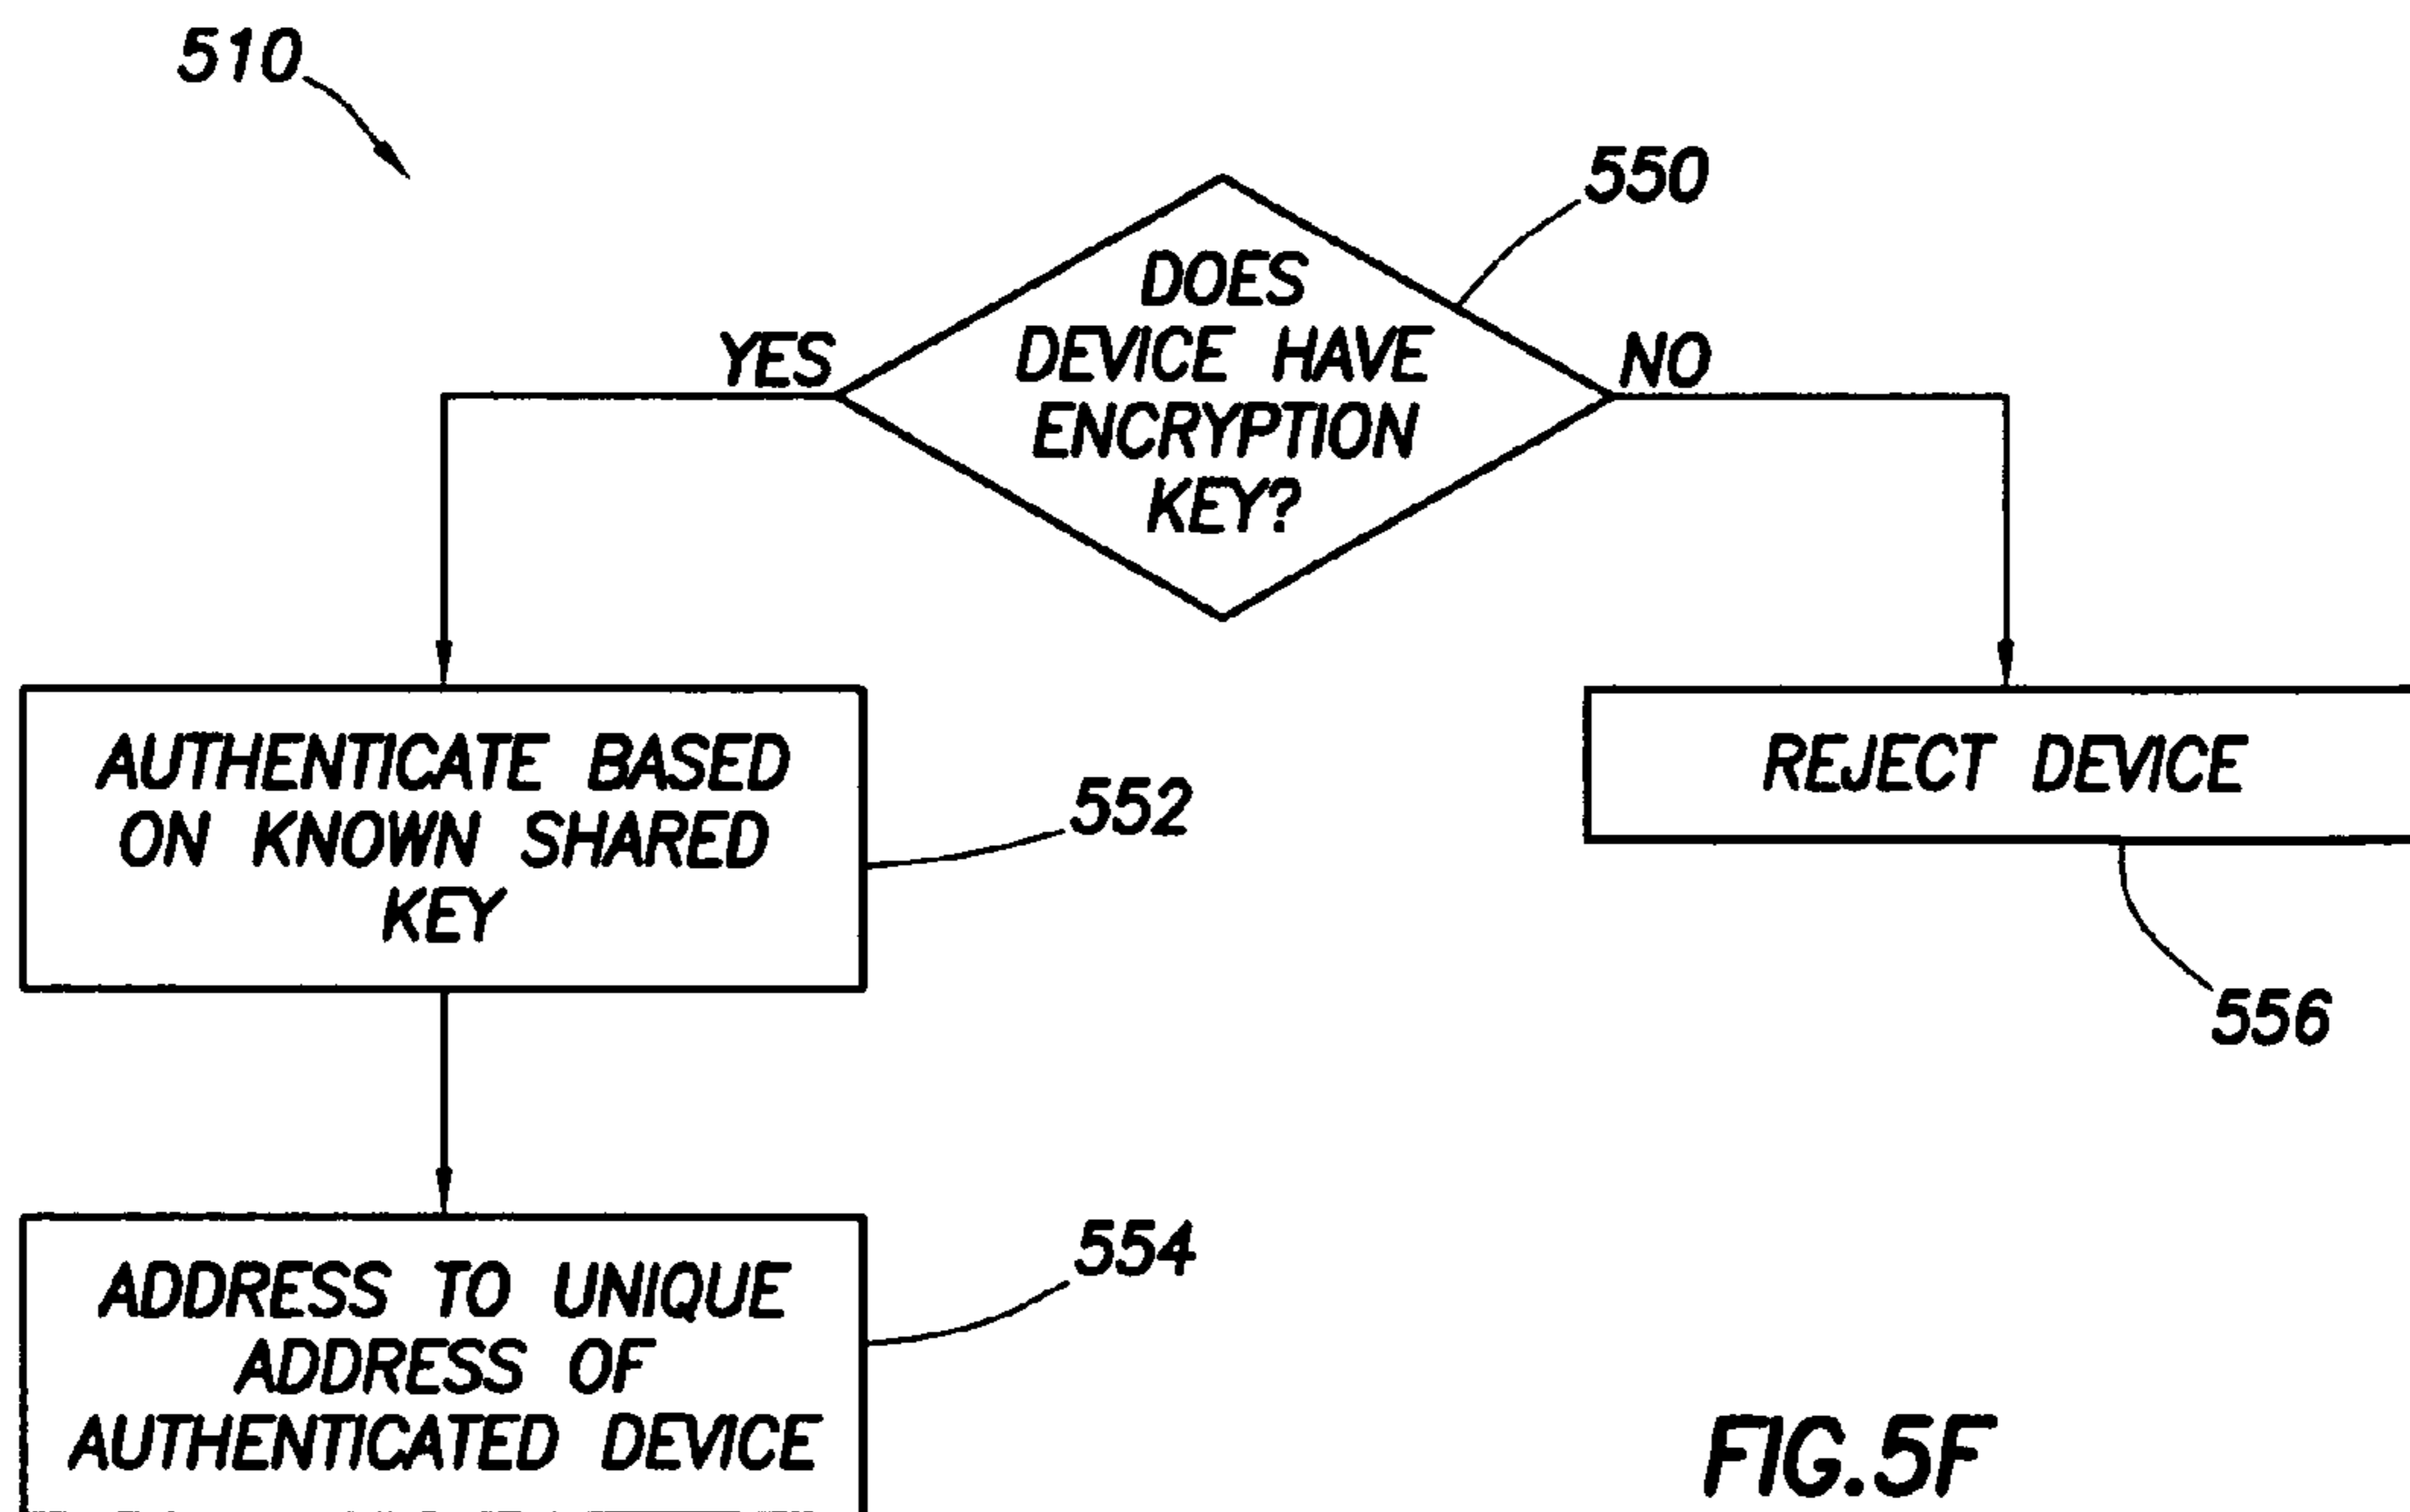 510
550
DOES
DEVICE HAVE
ENCRYPTION
KEY?
YES
NO
AUTHENTICATE BASED
ON KNOWN SHARED
KEY
552
REJECT DEVICE
556
ADDRESS TO UNIQUE
ADDRESS OF
AUTHENTICATED DEVICE
554
FIG.5F